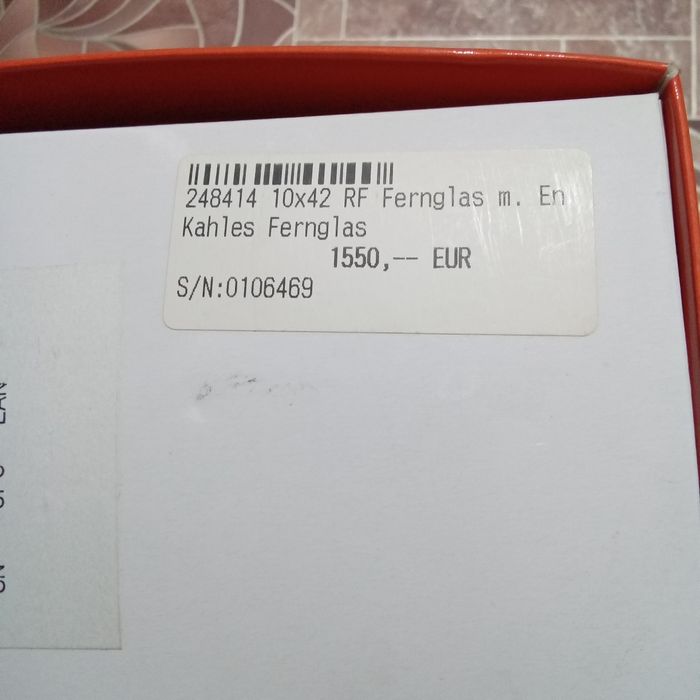 248414 10x42 RF Fernglas m. En
Kahles Fernglas
1550,-- EUR
S/N:0106469